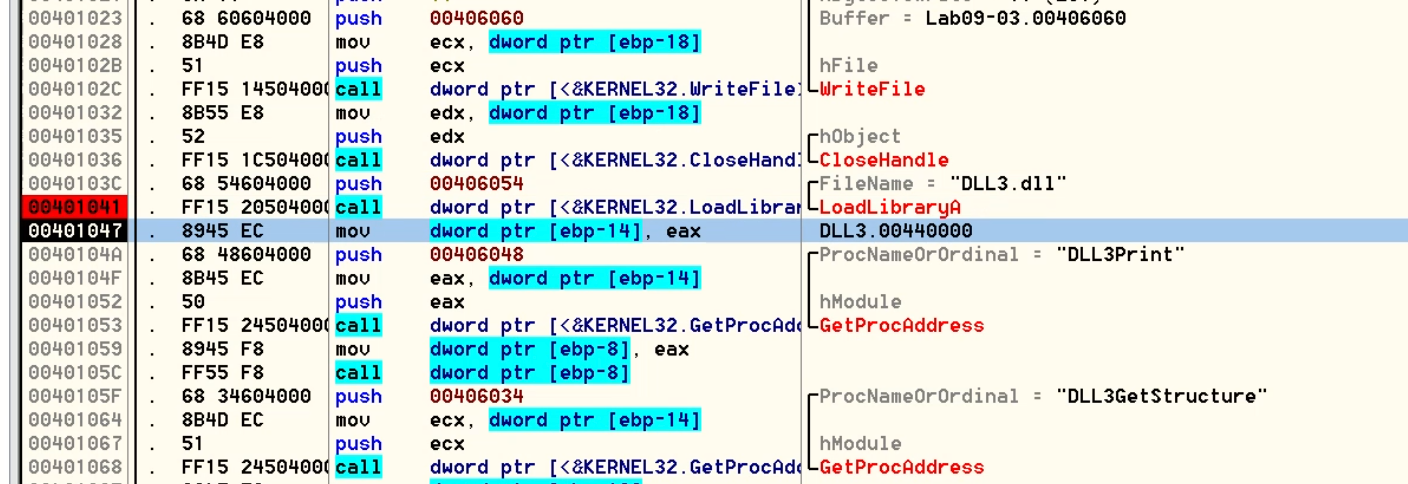 00401023 . 68 60604000 push 00406060 Buffer = Lab09-03.00406060
00401028 . 8B4D E8 mov ecx, dword ptr [ebp-18]
0040102B . 51 push ecx hFile
0040102C . FF15 14504000 call dword ptr [<&KERNEL32.WriteFile> WriteFile
00401032 . 8B55 E8 mov edx, dword ptr [ebp-18]
00401035 . 52 push edx hObject
00401036 . FF15 1C504000 call dword ptr [<&KERNEL32.CloseHandl CloseHandle
0040103C . 68 54604000 push 00406054 FileName = "DLL3.dll"
00401041 . FF15 20504000 call dword ptr [<&KERNEL32.LoadLibrar LoadLibraryA
00401047 . 8945 EC mov dword ptr [ebp-14], eax DLL3.00440000
0040104A . 68 48604000 push 00406048 ProcNameOrOrdinal = "DLL3Print"
0040104F . 8B45 EC mov eax, dword ptr [ebp-14]
00401052 . 50 push eax hModule
00401053 . FF15 24504000 call dword ptr [<&KERNEL32.GetProcAdd GetProcAddress
00401059 . 8945 F8 mov dword ptr [ebp-8], eax
0040105C . FF55 F8 call dword ptr [ebp-8]
0040105F . 68 34604000 push 00406034 ProcNameOrOrdinal = "DLL3GetStructure"
00401064 . 8B4D EC mov ecx, dword ptr [ebp-14]
00401067 . 51 push ecx hModule
00401068 . FF15 24504000 call dword ptr [<&KERNEL32.GetProcAdd GetProcAddress